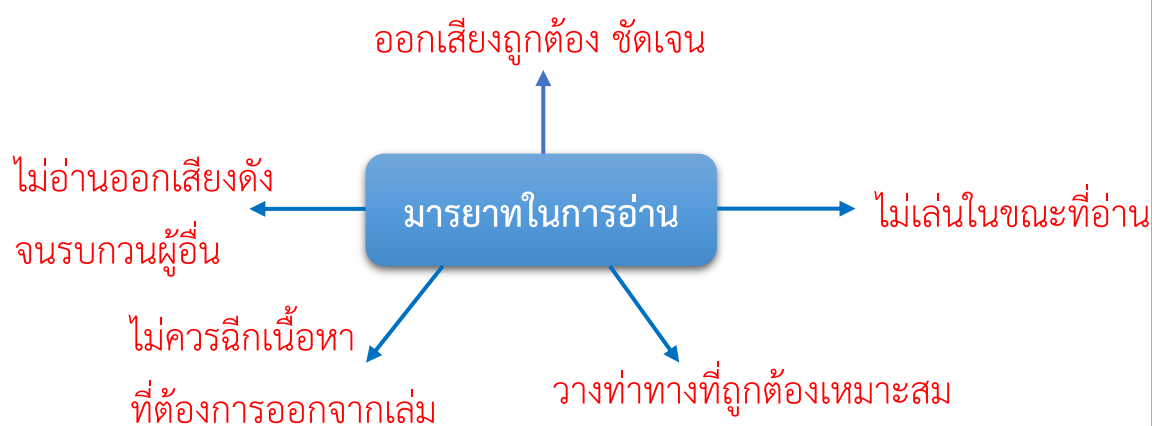 ออกเสียงถูกต้อง ชัดเจน
ไม่อ่านออกเสียงดัง
จนรบกวนผู้อื่น
มารยาทในการอ่าน
ไม่เล่นในขณะที่อ่าน
ไม่ควรฉีกเนื้อหา
ที่ต้องการออกจากเล่ม
วางท่าทางที่ถูกต้องเหมาะสม